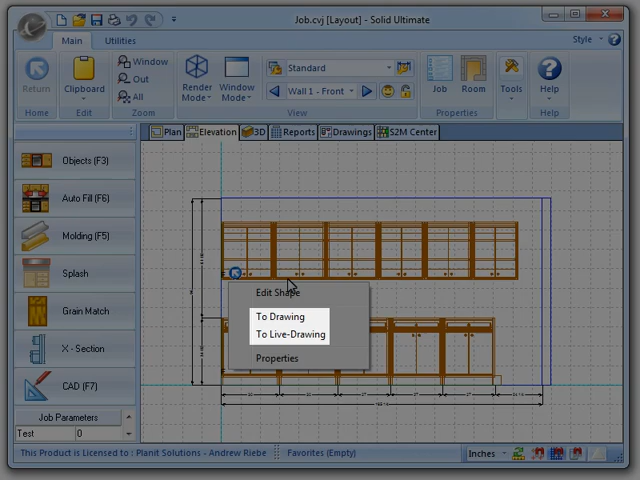 Job.cvj [Layout] - Solid Ultimate
Main Utilities Style
Return Clipboard Window Out All Render Mode Window Mode Standard Wall 1 - Front Job Room Tools Help
Home Edit Zoom View Properties Help
Plan Elevation 3D Reports Drawings S2M Center
Objects (F3)
Auto Fill (F6)
Molding (F5)
Splash
Grain Match
X - Section
CAD (F7)
Job Parameters
Test 0
Edit Shape
To Drawing
To Live-Drawing
Properties
This Product is Licensed to : Planit Solutions - Andrew Riebe Favorites (Empty) Inches